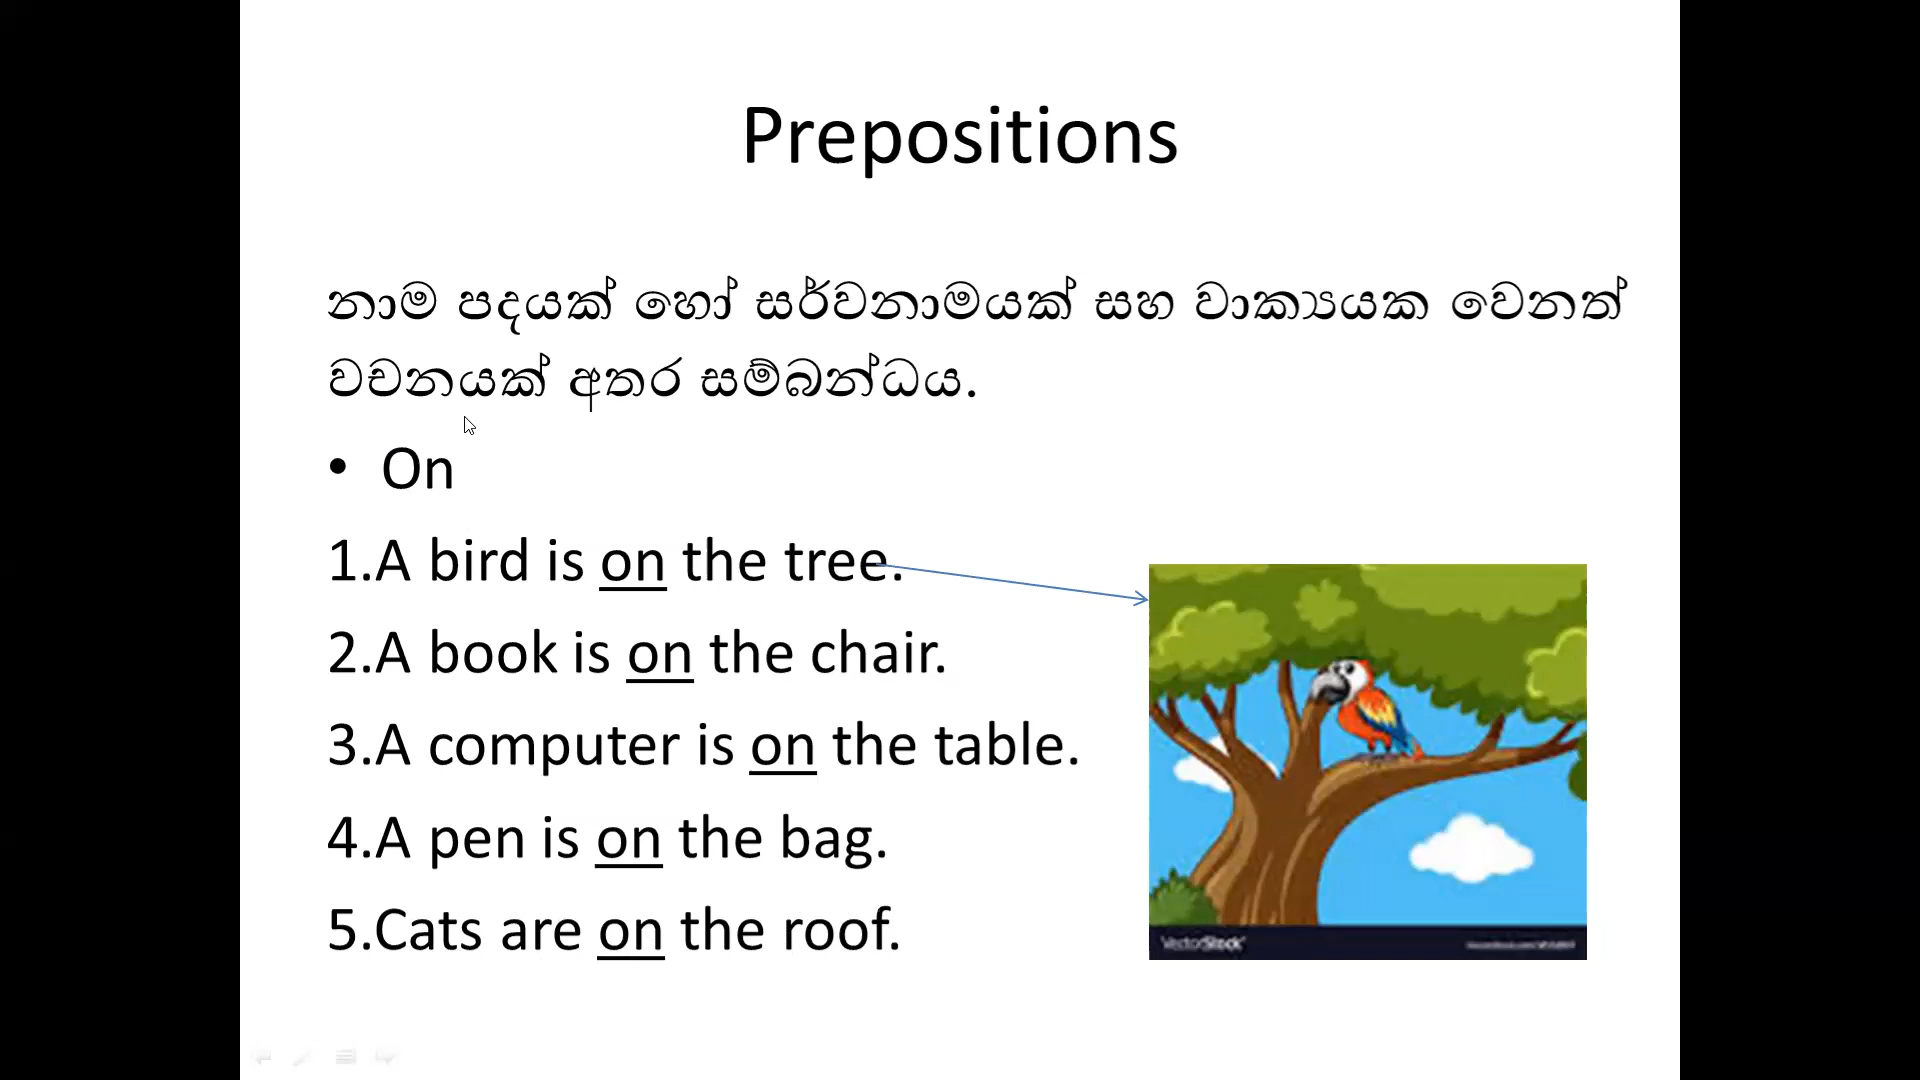 Prepositions
නාම පදයක් හෝ සර්වනාමයක් සහ වාක්‍යයක වෙනත්
වචනයක් අතර සම්බන්ධය.
• On
1.A bird is on the tree.
2.A book is on the chair.
3.A computer is on the table.
4.A pen is on the bag.
5.Cats are on the roof.
VectorStock